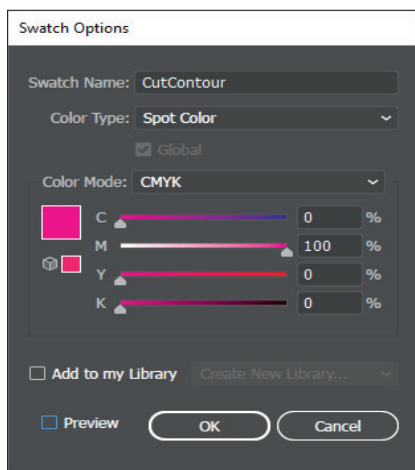 Swatch Options
Swatch Name: CutContour
Color Type: Spot Color
Global
Color Mode: CMYK
C 0 %
M 100 %
Y 0 %
K 0 %
Add to my Library Create New Library...
Preview OK Cancel